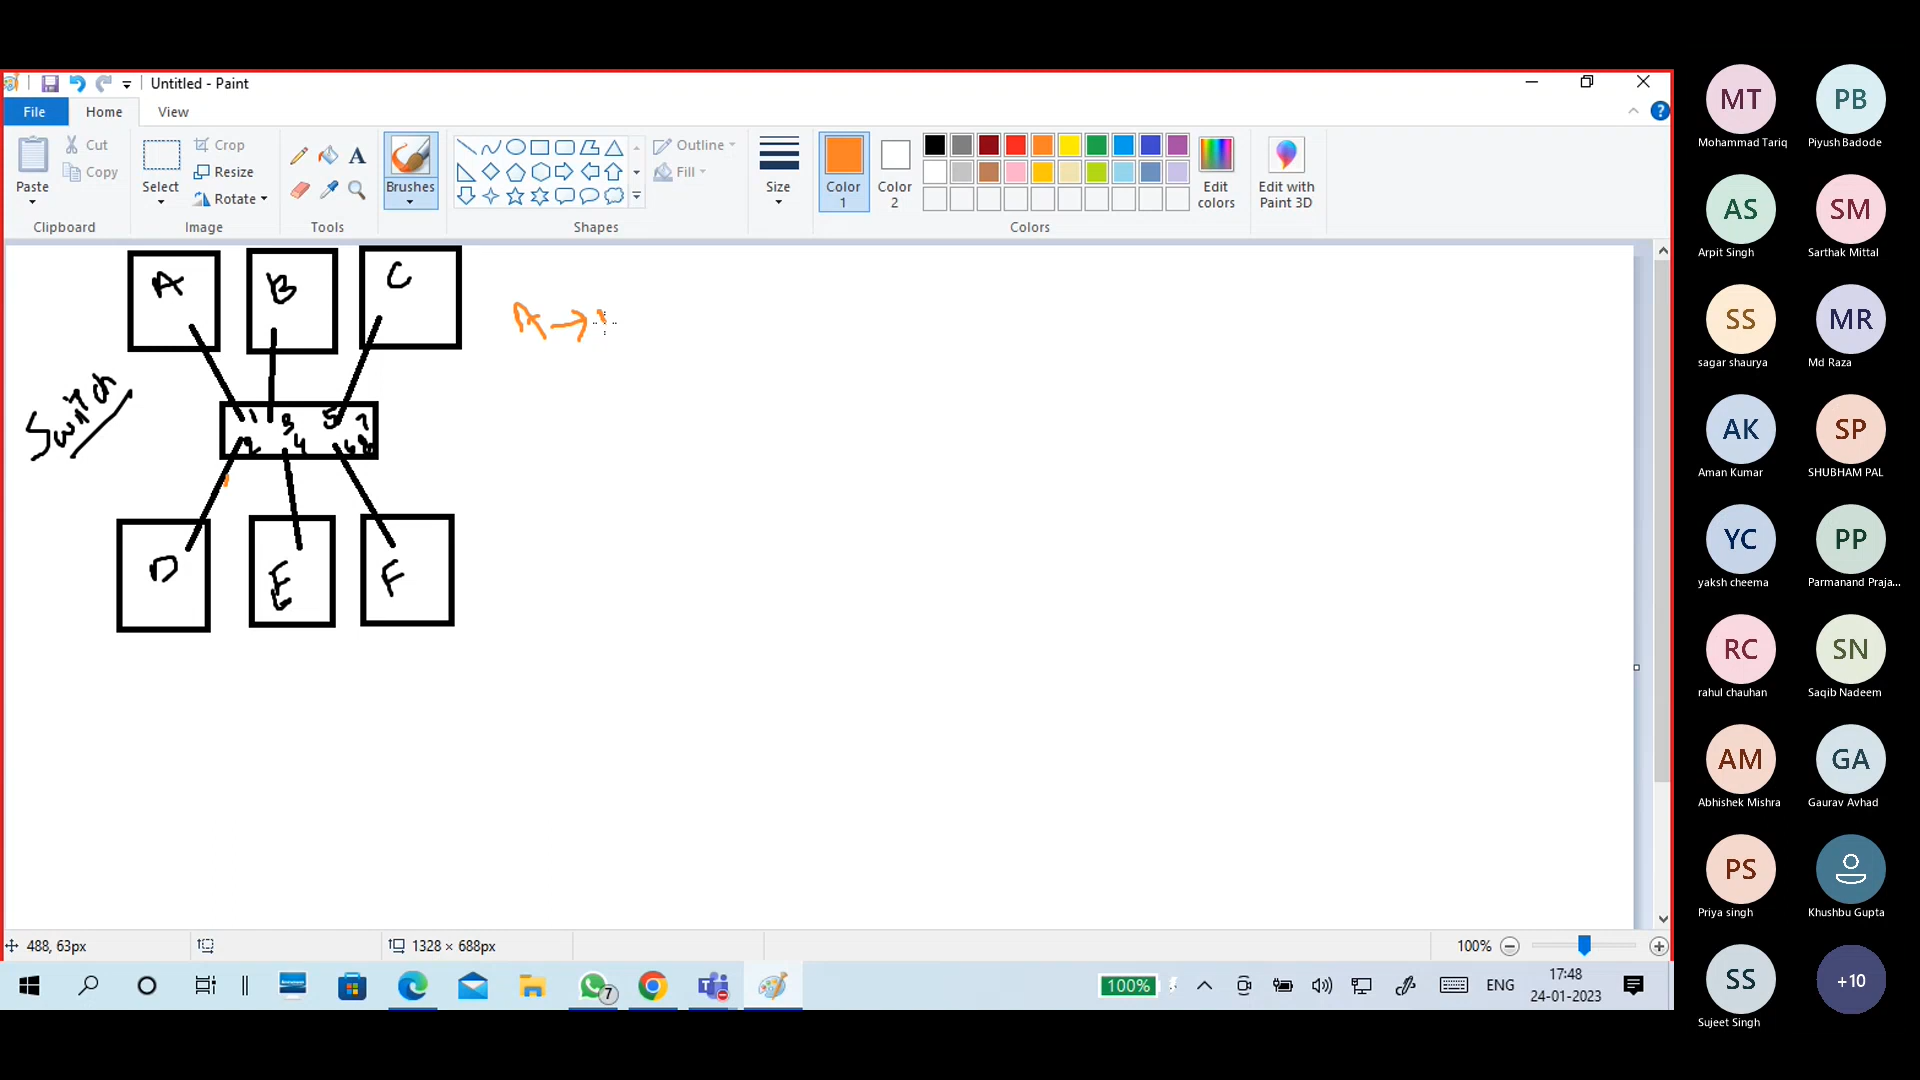 Untitled - Paint
File
Home
View
Paste
Cut
Copy
Clipboard
Select
Crop
Resize
Rotate
Image
A
Tools
Brushes
Shapes
Outline
Fill
Size
Color 1
Color 2
Edit colors
Edit with Paint 3D
Colors
A
B
C
A →
Switch
1 3 5 7
2 4 6 8
D
E
F
488, 63px
1328 × 688px
100%
7
100%
ENG
17:48
24-01-2023
MT
Mohammad Tariq
PB
Piyush Badode
AS
Arpit Singh
SM
Sarthak Mittal
SS
sagar shaurya
MR
Md Raza
AK
Aman Kumar
SP
SHUBHAM PAL
YC
yaksh cheema
PP
Parmanand Praja...
RC
rahul chauhan
SN
Saqib Nadeem
AM
Abhishek Mishra
GA
Gaurav Avhad
PS
Priya singh
Khushbu Gupta
SS
Sujeet Singh
+10